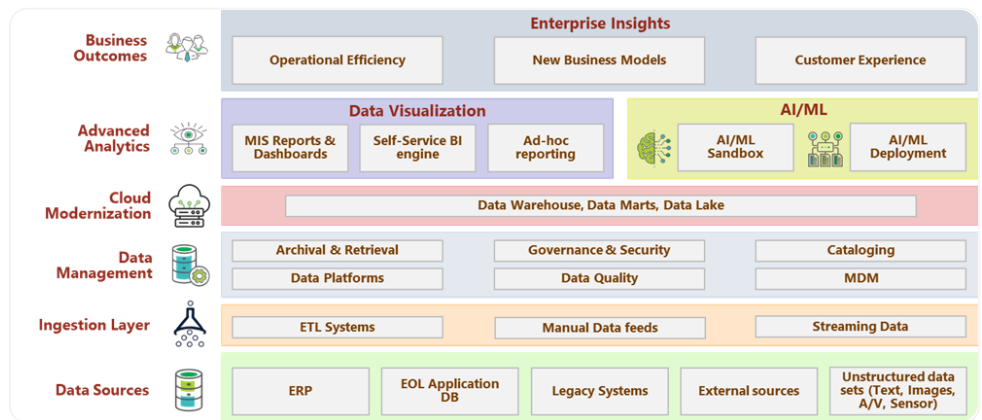 Business
Outcomes
Enterprise Insights
Operational Efficiency
New Business Models
Customer Experience
Advanced
Analytics
Data Visualization
MIS Reports &
Dashboards
Self-Service BI
engine
Ad-hoc
reporting
AI/ML
AI/ML
Sandbox
AI/ML
Deployment
Cloud
Modernization
Data Warehouse, Data Marts, Data Lake
Data
Management
Archival & Retrieval
Governance & Security
Cataloging
Data Platforms
Data Quality
MDM
Ingestion Layer
ETL Systems
Manual Data feeds
Streaming Data
Data Sources
ERP
EOL Application
DB
Legacy Systems
External sources
Unstructured data
sets (Text, Images,
A/V, Sensor)